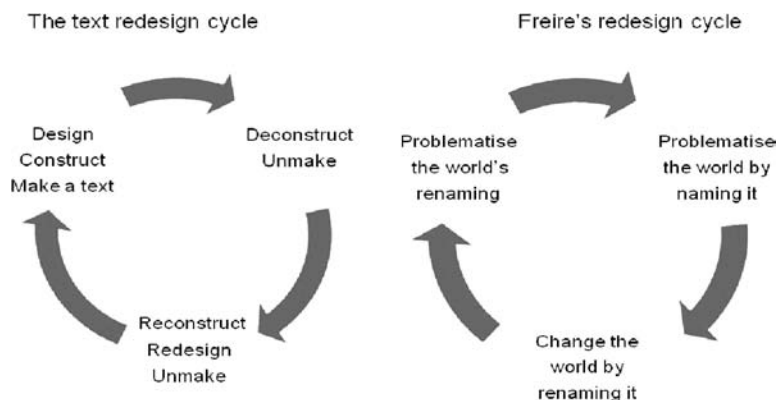 The text redesign cycle
Design
Construct
Make a text
Deconstruct
Unmake
Reconstruct
Redesign
Unmake
Freire's redesign cycle
Problematise
the world's
renaming
Problematise
the world by
naming it
Change the
world by
renaming it